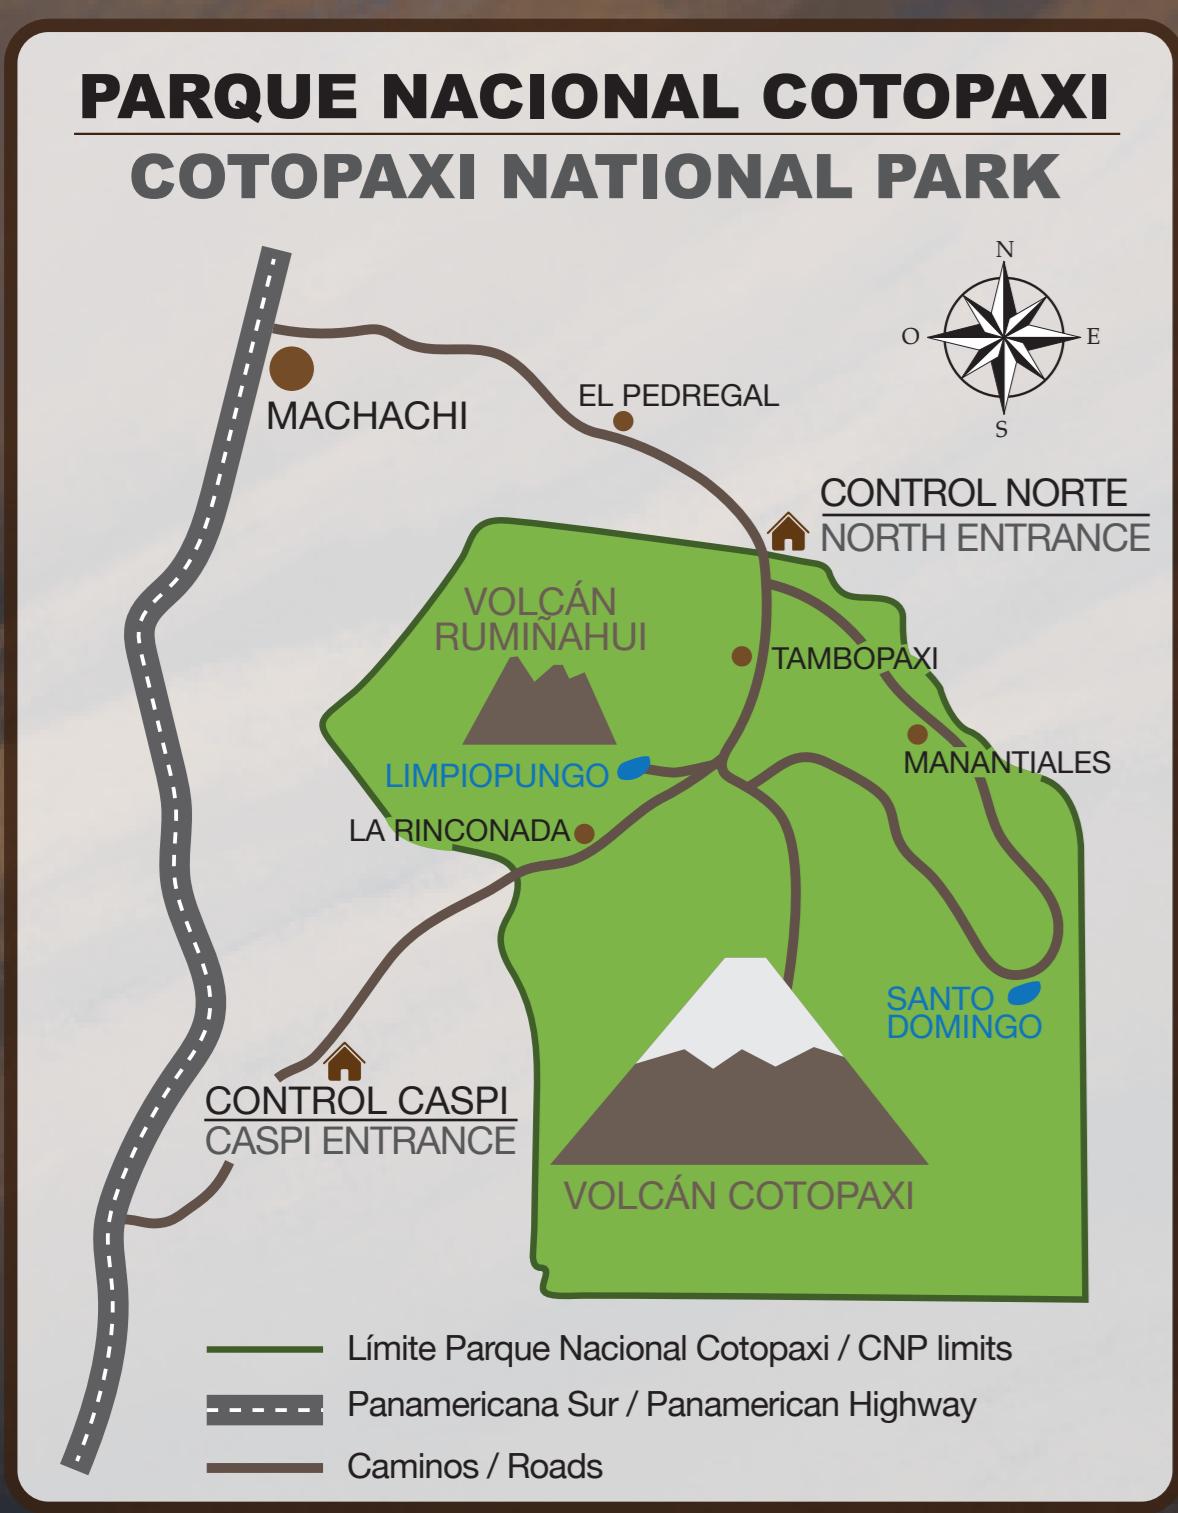 PARQUE NACIONAL COTOPAXI
COTOPAXI NATIONAL PARK
N
O
E
S
MACHACHI
EL PEDREGAL
CONTROL NORTE
NORTH ENTRANCE
VOLCÁN
RUMIÑAHUI
TAMBOPAXI
LIMPIOPUNGO
MANANTIALES
LA RINCONADA
SANTO
DOMINGO
CONTROL CASPI
CASPI ENTRANCE
VOLCÁN COTOPAXI
Límite Parque Nacional Cotopaxi / CNP limits
Panamericana Sur / Panamerican Highway
Caminos / Roads